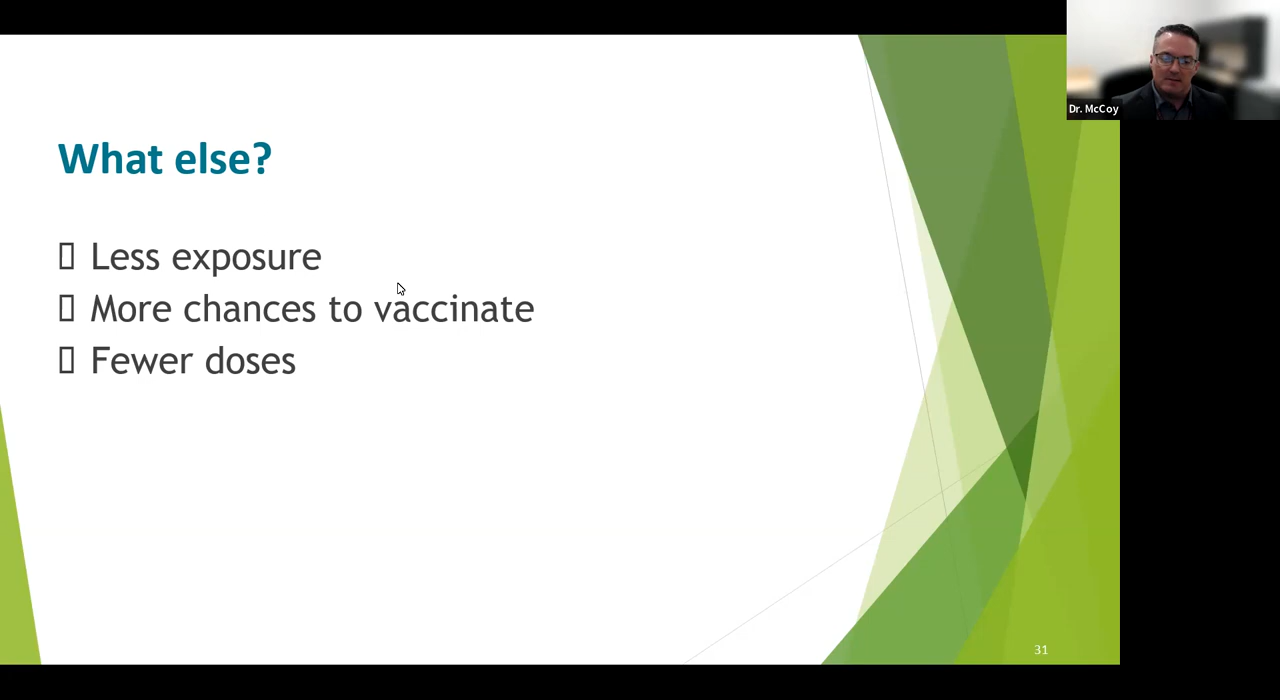 Dr. McCoy
What else?
Less exposure
More chances to vaccinate
Fewer doses
31